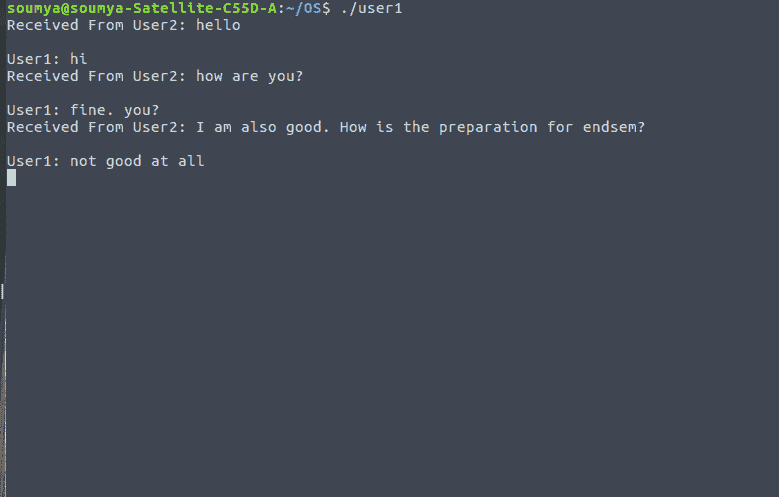 soumya@soumya-Satellite-C55D-A:~/OS$ ./user1
Received From User2: hello
User1: hi
Received From User2: how are you?
User1: fine. you?
Received From User2: I am also good. How is the preparation for endsem?
User1: not good at all